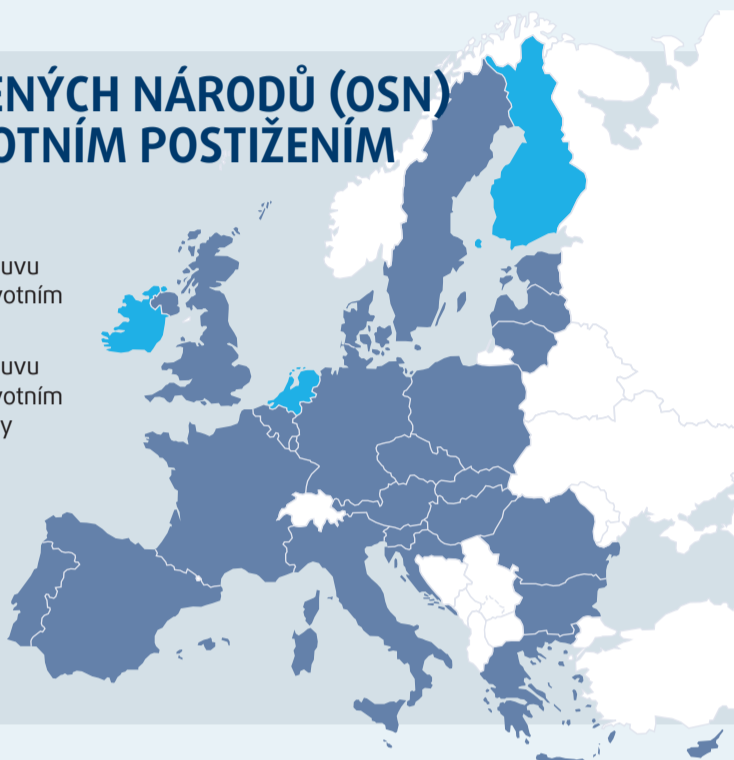 ENÝCH NÁRODŮ (OSN)
OTNÍM POSTIŽENÍM
uvu
votním
uvu
votním
y